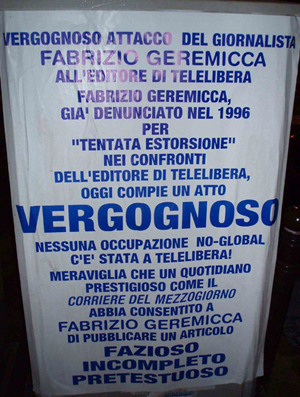 VERGOGNOSO ATTACCO DEL GIORNALISTA
FABRIZIO GEREMICCA
ALL'EDITORE DI TELELIBERA
FABRIZIO GEREMICCA,
GIA' DENUNCIATO NEL 1996
PER
"TENTATA ESTORSIONE"
NEI CONFRONTI
DELL'EDITORE DI TELELIBERA,
OGGI COMPIE UN ATTO
VERGOGNOSO
NESSUNA OCCUPAZIONE NO-GLOBAL
C'E' STATA A TELELIBERA!
MERAVIGLIA CHE UN QUOTIDIANO
PRESTIGIOSO COME IL
CORRIERE DEL MEZZOGIORNO
ABBIA CONSENTITO A
FABRIZIO GEREMICCA
DI PUBBLICARE UN ARTICOLO
FAZIOSO
INCOMPLETO
PRETESTUOSO